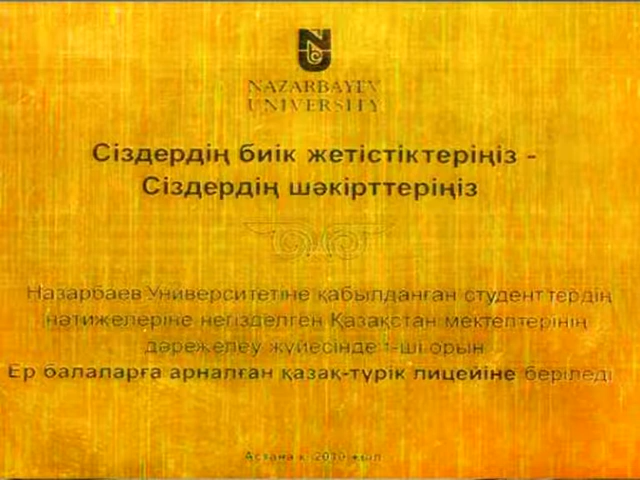 NAZARBAYEV
UNIVERSITY
Сіздердің биік жетістіктеріңіз -
Сіздердің шәкірттеріңіз
Назарбаев Университетіне қабылданған студенттердің
нәтижелеріне негізделген Қазақстан мектептерінің
дәрежелеу жүйесінде 1-ші орын
Ер балаларға арналған қазақ-түрік лицейіне беріледі
Астана қ. 2010 жыл